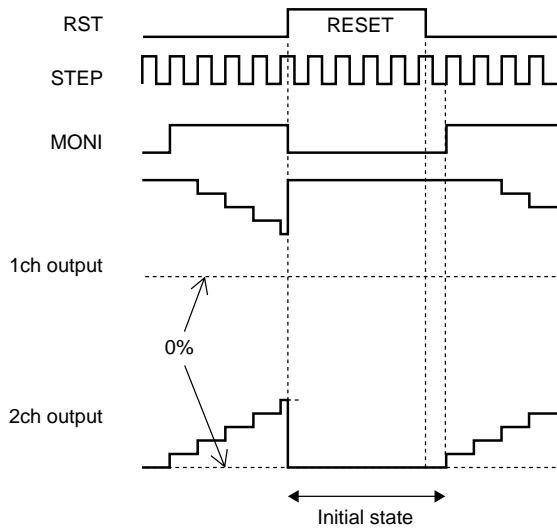 RST
RESET
STEP
MONI
1ch output
0%
2ch output
Initial state